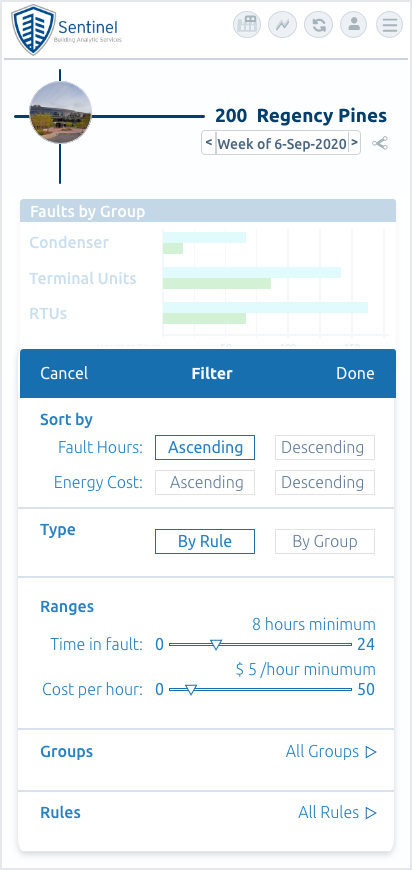 Sentinel
Building Analytic Services
200 Regency Pines
< Week of 6-Sep-2020 >
Faults by Group
Condenser
Terminal Units
RTUs
Cancel Filter Done
Sort by
Fault Hours: Ascending Descending
Energy Cost: Ascending Descending
Type
By Rule By Group
Ranges
8 hours minimum
Time in fault: 0 24
$ 5 /hour minumum
Cost per hour: 0 50
Groups All Groups
Rules All Rules